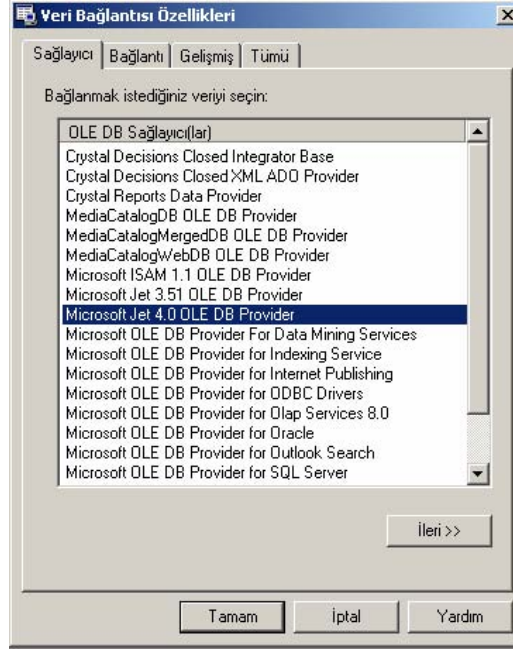 Veri Bağlantısı Özellikleri
Sağlayıcı Bağlantı Gelişmiş Tümü
Bağlanmak istediğiniz veriyi seçin:
OLE DB Sağlayıcı(lar)
Crystal Decisions Closed Integrator Base
Crystal Decisions Closed XML ADO Provider
Crystal Reports Data Provider
MediaCatalogDB OLE DB Provider
MediaCatalogMergedDB OLE DB Provider
MediaCatalogWebDB OLE DB Provider
Microsoft ISAM 1.1 OLE DB Provider
Microsoft Jet 3.51 OLE DB Provider
Microsoft Jet 4.0 OLE DB Provider
Microsoft OLE DB Provider For Data Mining Services
Microsoft OLE DB Provider for Indexing Service
Microsoft OLE DB Provider for Internet Publishing
Microsoft OLE DB Provider for ODBC Drivers
Microsoft OLE DB Provider for Olap Services 8.0
Microsoft OLE DB Provider for Oracle
Microsoft OLE DB Provider for Outlook Search
Microsoft OLE DB Provider for SQL Server
İleri >>
Tamam İptal Yardım